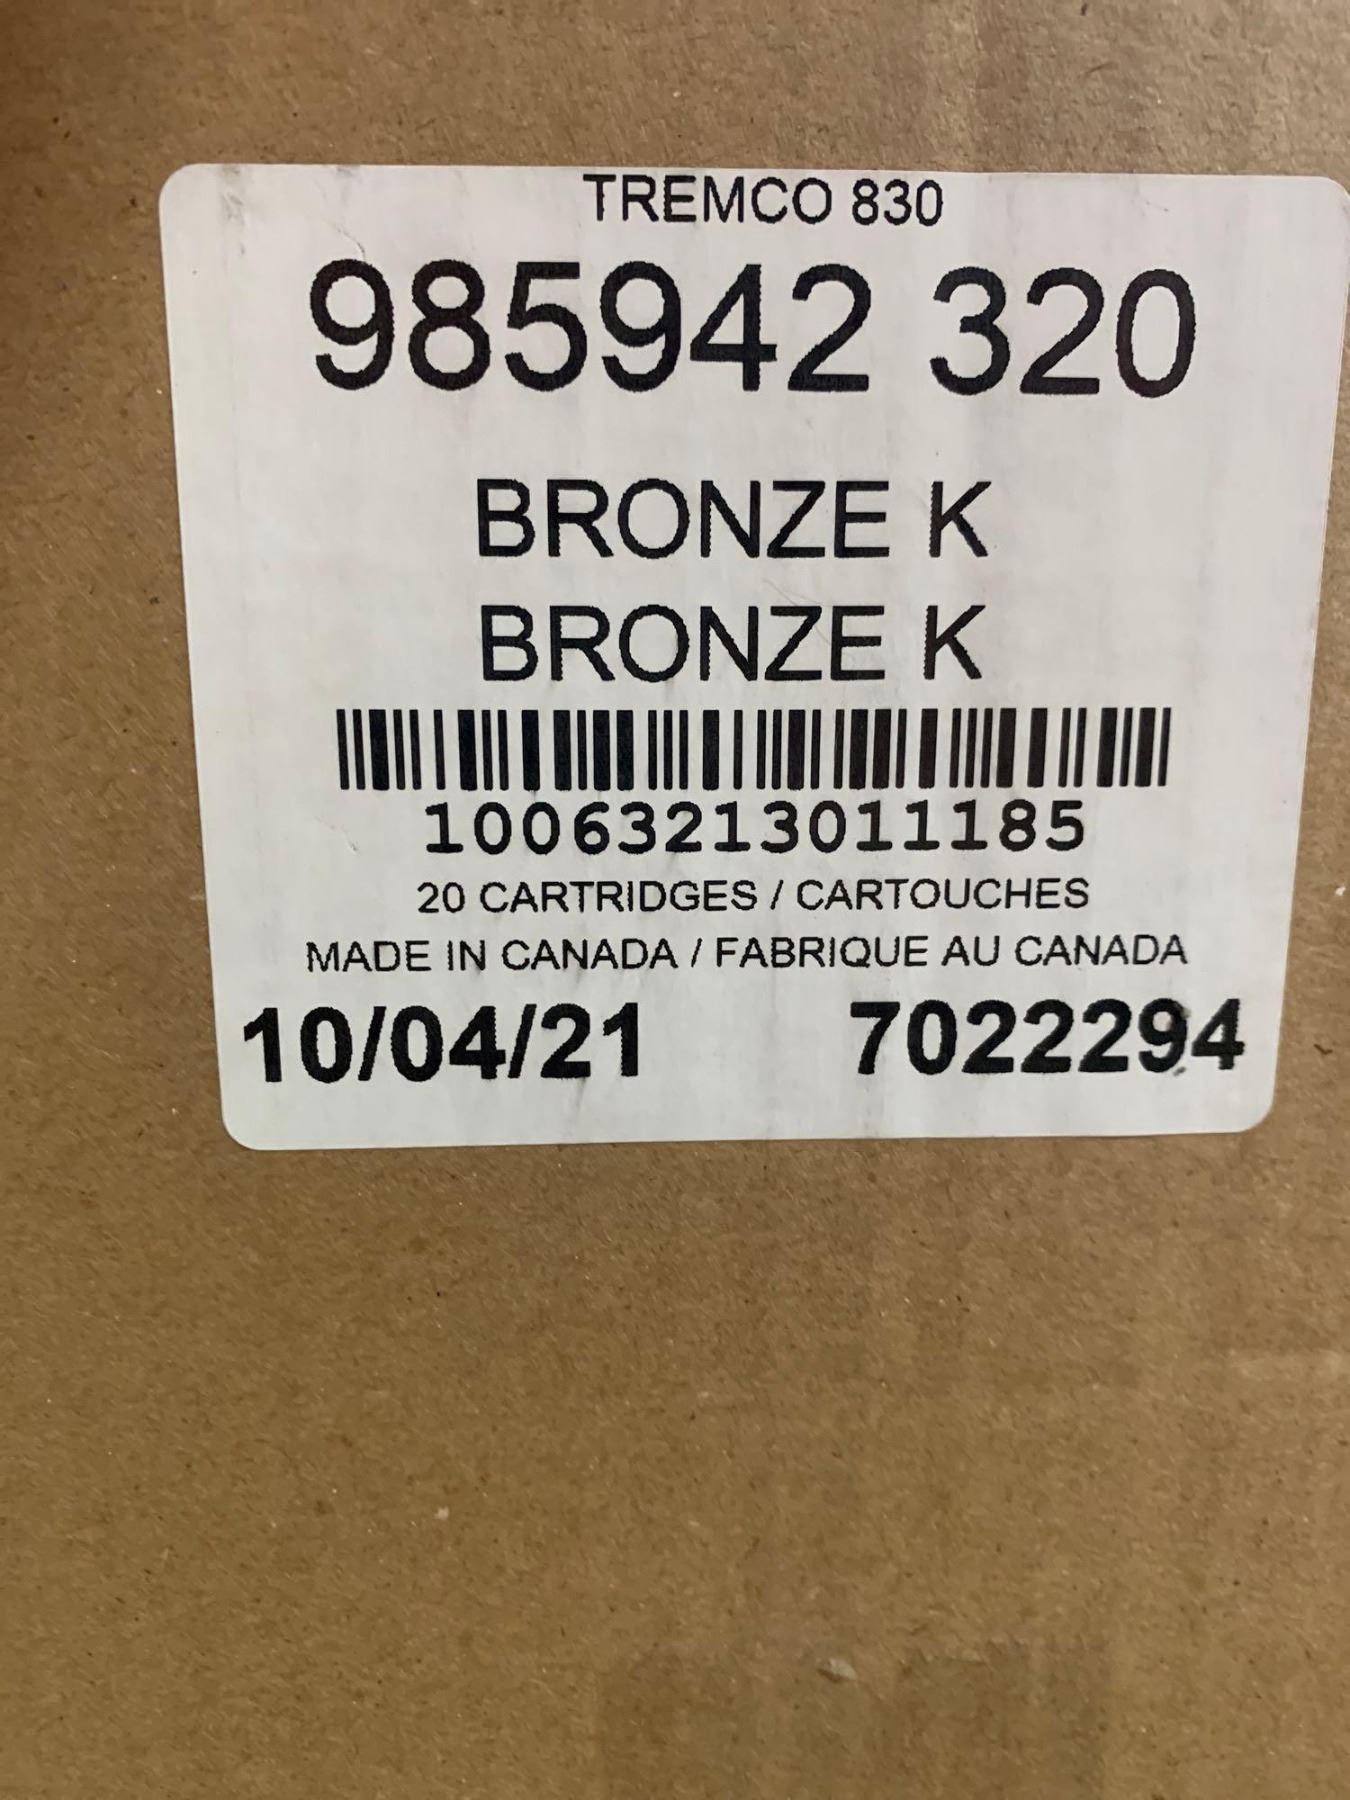 TREMCO 830
985942 320
BRONZE K
BRONZE K
10063213011185
20 CARTRIDGES / CARTOUCHES
MADE IN CANADA / FABRIQUE AU CANADA
10/04/21 7022294